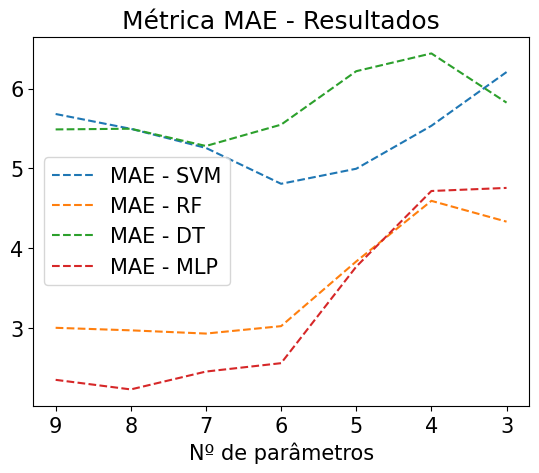 Métrica MAE - Resultados
6
5
4
3
MAE - SVM
MAE - RF
MAE - DT
MAE - MLP
9 8 7 6 5 4 3
Nº de parâmetros